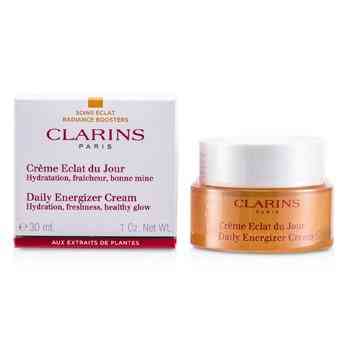 SOINS ECLAT
RADIANCE BOOSTERS
CLARINS
PARIS
Crème Eclat du Jour
Hydratation, fraîcheur, bonne mine
Daily Energizer Cream
Hydration, freshness, healthy glow
℮ 30 ml
1 Oz. Net Wt.
AUX EXTRAITS DE PLANTES
CLARINS
PARIS
Crème Eclat du Jour
Daily Energizer Cream